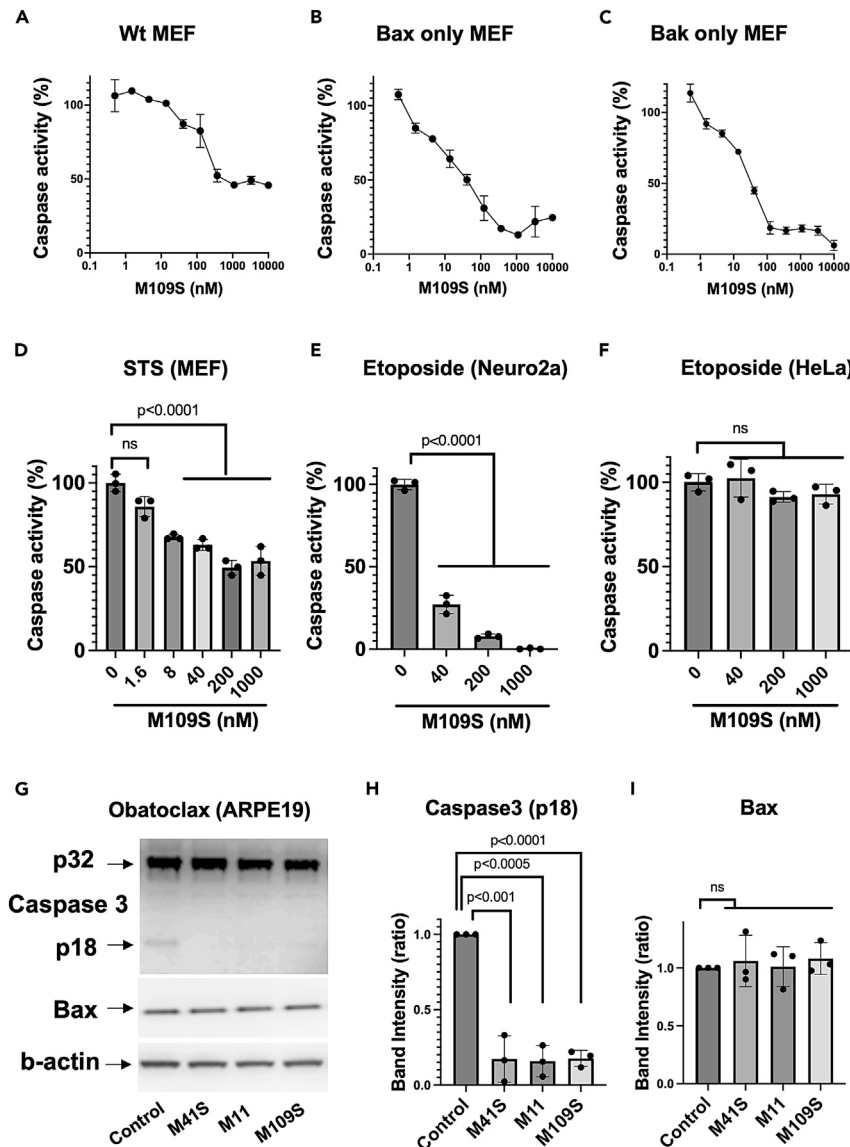 A
Wt MEF
Caspase activity (%)
100
50
0
0.1 1 10 100 1000 10000
M109S (nM)
B
Bax only MEF
Caspase activity (%)
100
50
0
0.1 1 10 100 1000 10000
M109S (nM)
C
Bak only MEF
Caspase activity (%)
100
50
0
0.1 1 10 100 1000 10000
M109S (nM)
D
STS (MEF)
p<0.0001
ns
Caspase activity (%)
100
50
0
0 1.6 8 40 200 1000
M109S (nM)
E
Etoposide (Neuro2a)
p<0.0001
Caspase activity (%)
100
50
0
0 40 200 1000
M109S (nM)
F
Etoposide (HeLa)
ns
Caspase activity (%)
100
50
0
0 40 200 1000
M109S (nM)
G
Obatoclax (ARPE19)
p32
Caspase 3
p18
Bax
b-actin
Control M41S M11 M109S
H
Caspase3 (p18)
p<0.0001
p<0.0005
p<0.001
Band Intensity (ratio)
1.0
0.5
0.0
Control M41S M11 M109S
I
Bax
ns
Band Intensity (ratio)
1.0
0.5
0.0
Control M41S M11 M109S